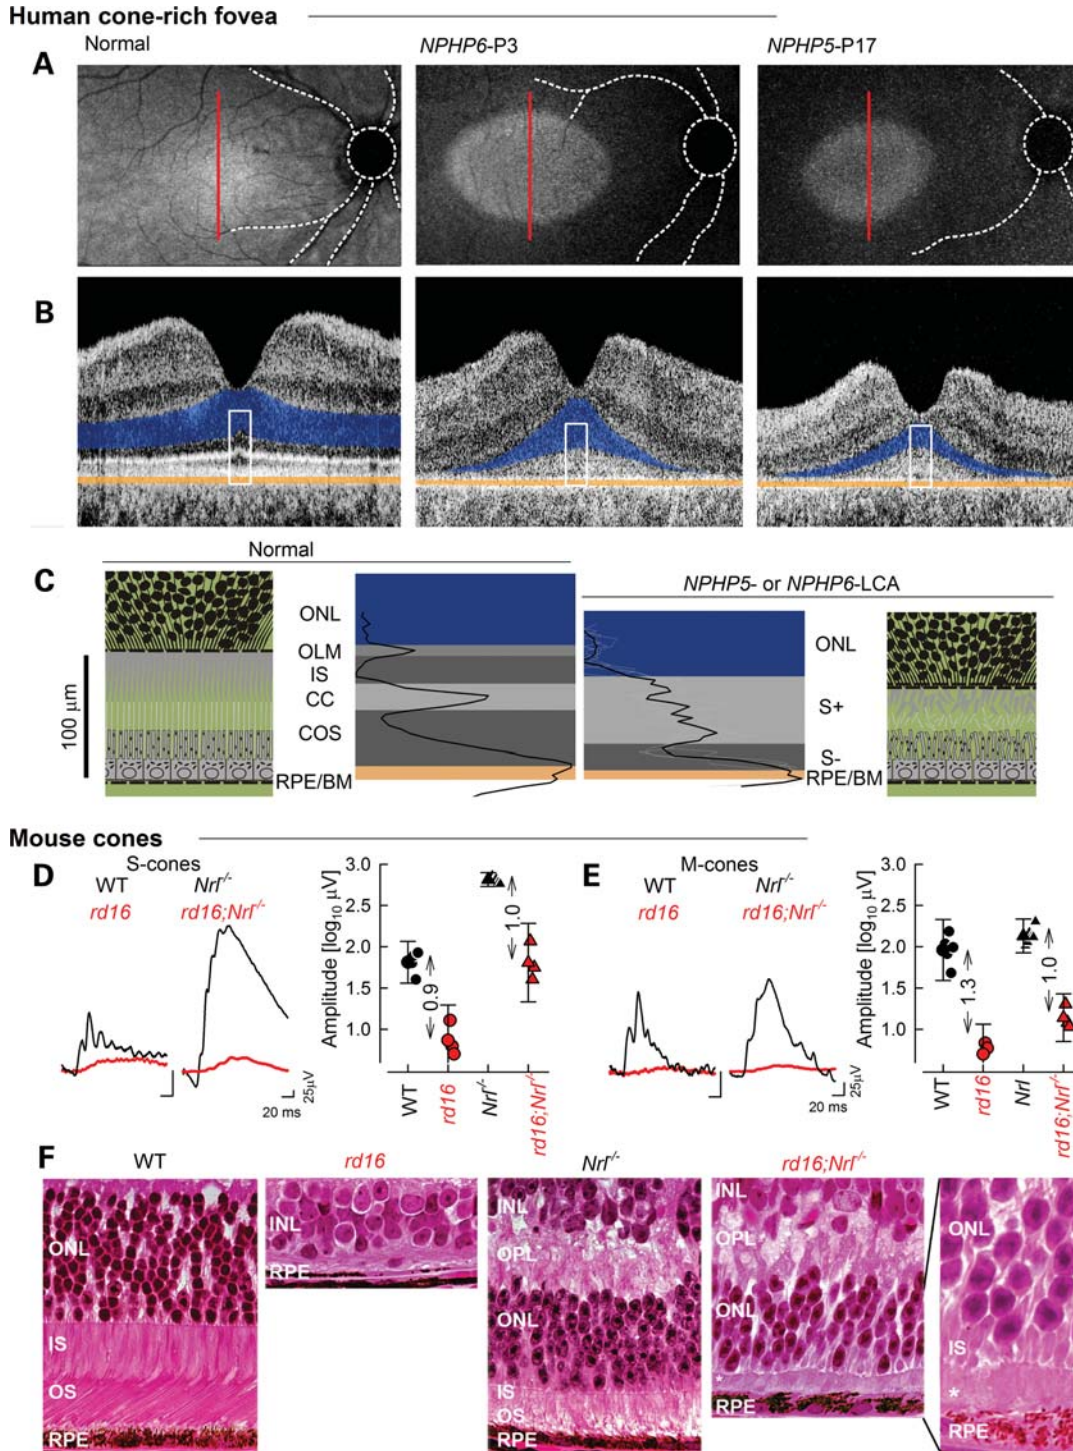 Human cone-rich fovea
Normal
NPHP6-P3
NPHP5-P17
A
B
Normal
C
NPHP5- or NPHP6-LCA
100 μm
ONL
OLM
IS
CC
COS
RPE/BM
ONL
S+
S-
RPE/BM
Mouse cones
D
S-cones
WT
Nrl-/-
rd16
rd16;Nrl-/-
20 ms
25μV
Amplitude [log10 μV]
3.0
2.5
2.0
1.5
1.0
0.9
1.0
WT
rd16
Nrl-/-
rd16;Nrl-/-
E
M-cones
WT
Nrl-/-
rd16
rd16;Nrl-/-
20 ms
25μV
Amplitude [log10 μV]
3.0
2.5
2.0
1.5
1.0
1.3
1.0
WT
rd16
Nrl
rd16;Nrl-/-
F
WT
rd16
Nrl-/-
rd16;Nrl-/-
ONL
IS
OS
RPE
INL
RPE
INL
OPL
ONL
IS
OS
RPE
INL
OPL
ONL
*
RPE
ONL
IS
*
RPE